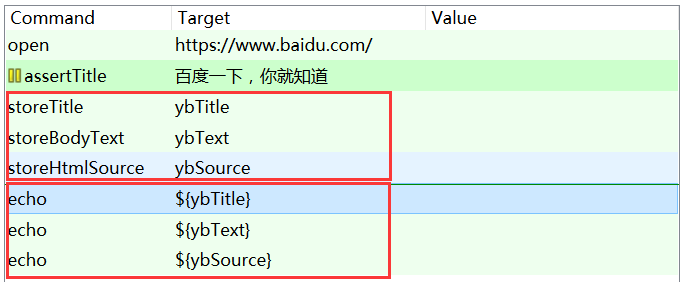 Command Target Value
open https://www.baidu.com/
assertTitle 百度一下，你就知道
storeTitle ybTitle
storeBodyText ybText
storeHtmlSource ybSource
echo ${ybTitle}
echo ${ybText}
echo ${ybSource}